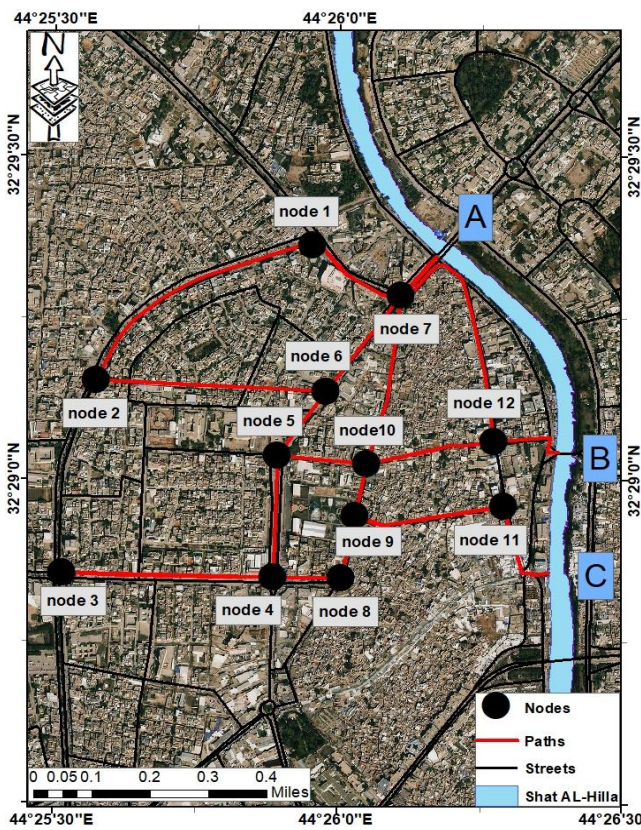 44°25'30"E
44°26'0"E
N
32°29'30"N
32°29'30"N
A
node 1
node 7
node 6
node 2
node 5
node10
node 12
B
32°29'0"N
32°29'0"N
node 9
node 11
C
node 3
node 4
node 8
Nodes
Paths
Streets
Shat AL-Hilla
0 0.05 0.1 0.2 0.3 0.4
Miles
44°25'30"E
44°26'0"E
44°26'30"E